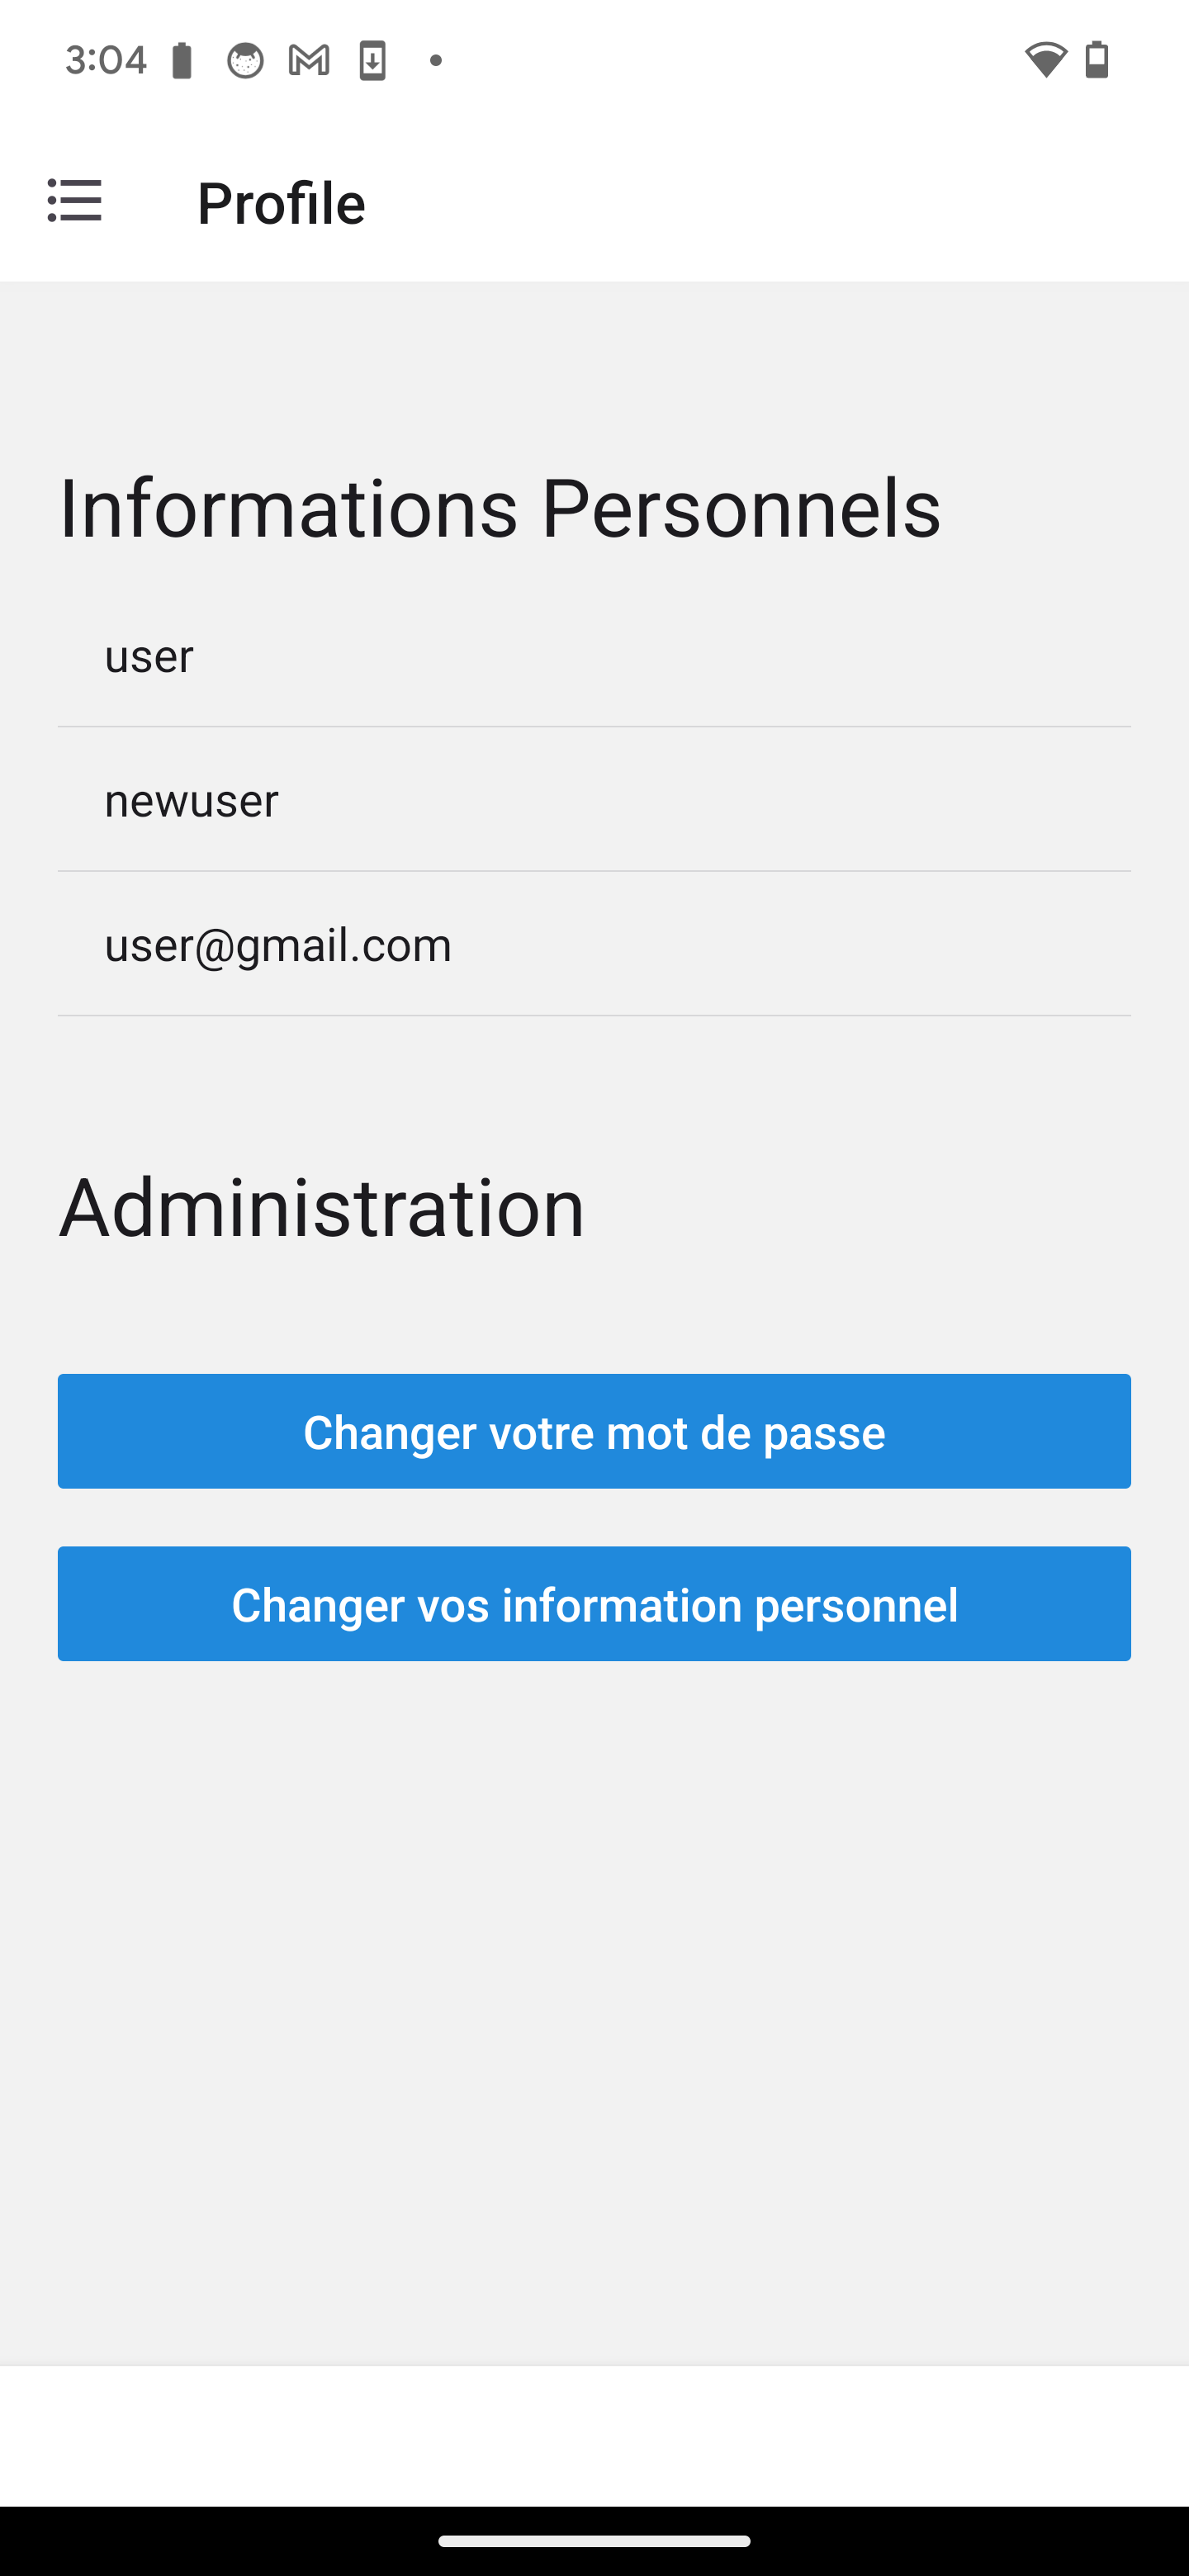 3:04
Profile
Informations Personnels
user
newuser
user@gmail.com
Administration
Changer votre mot de passe
Changer vos information personnel